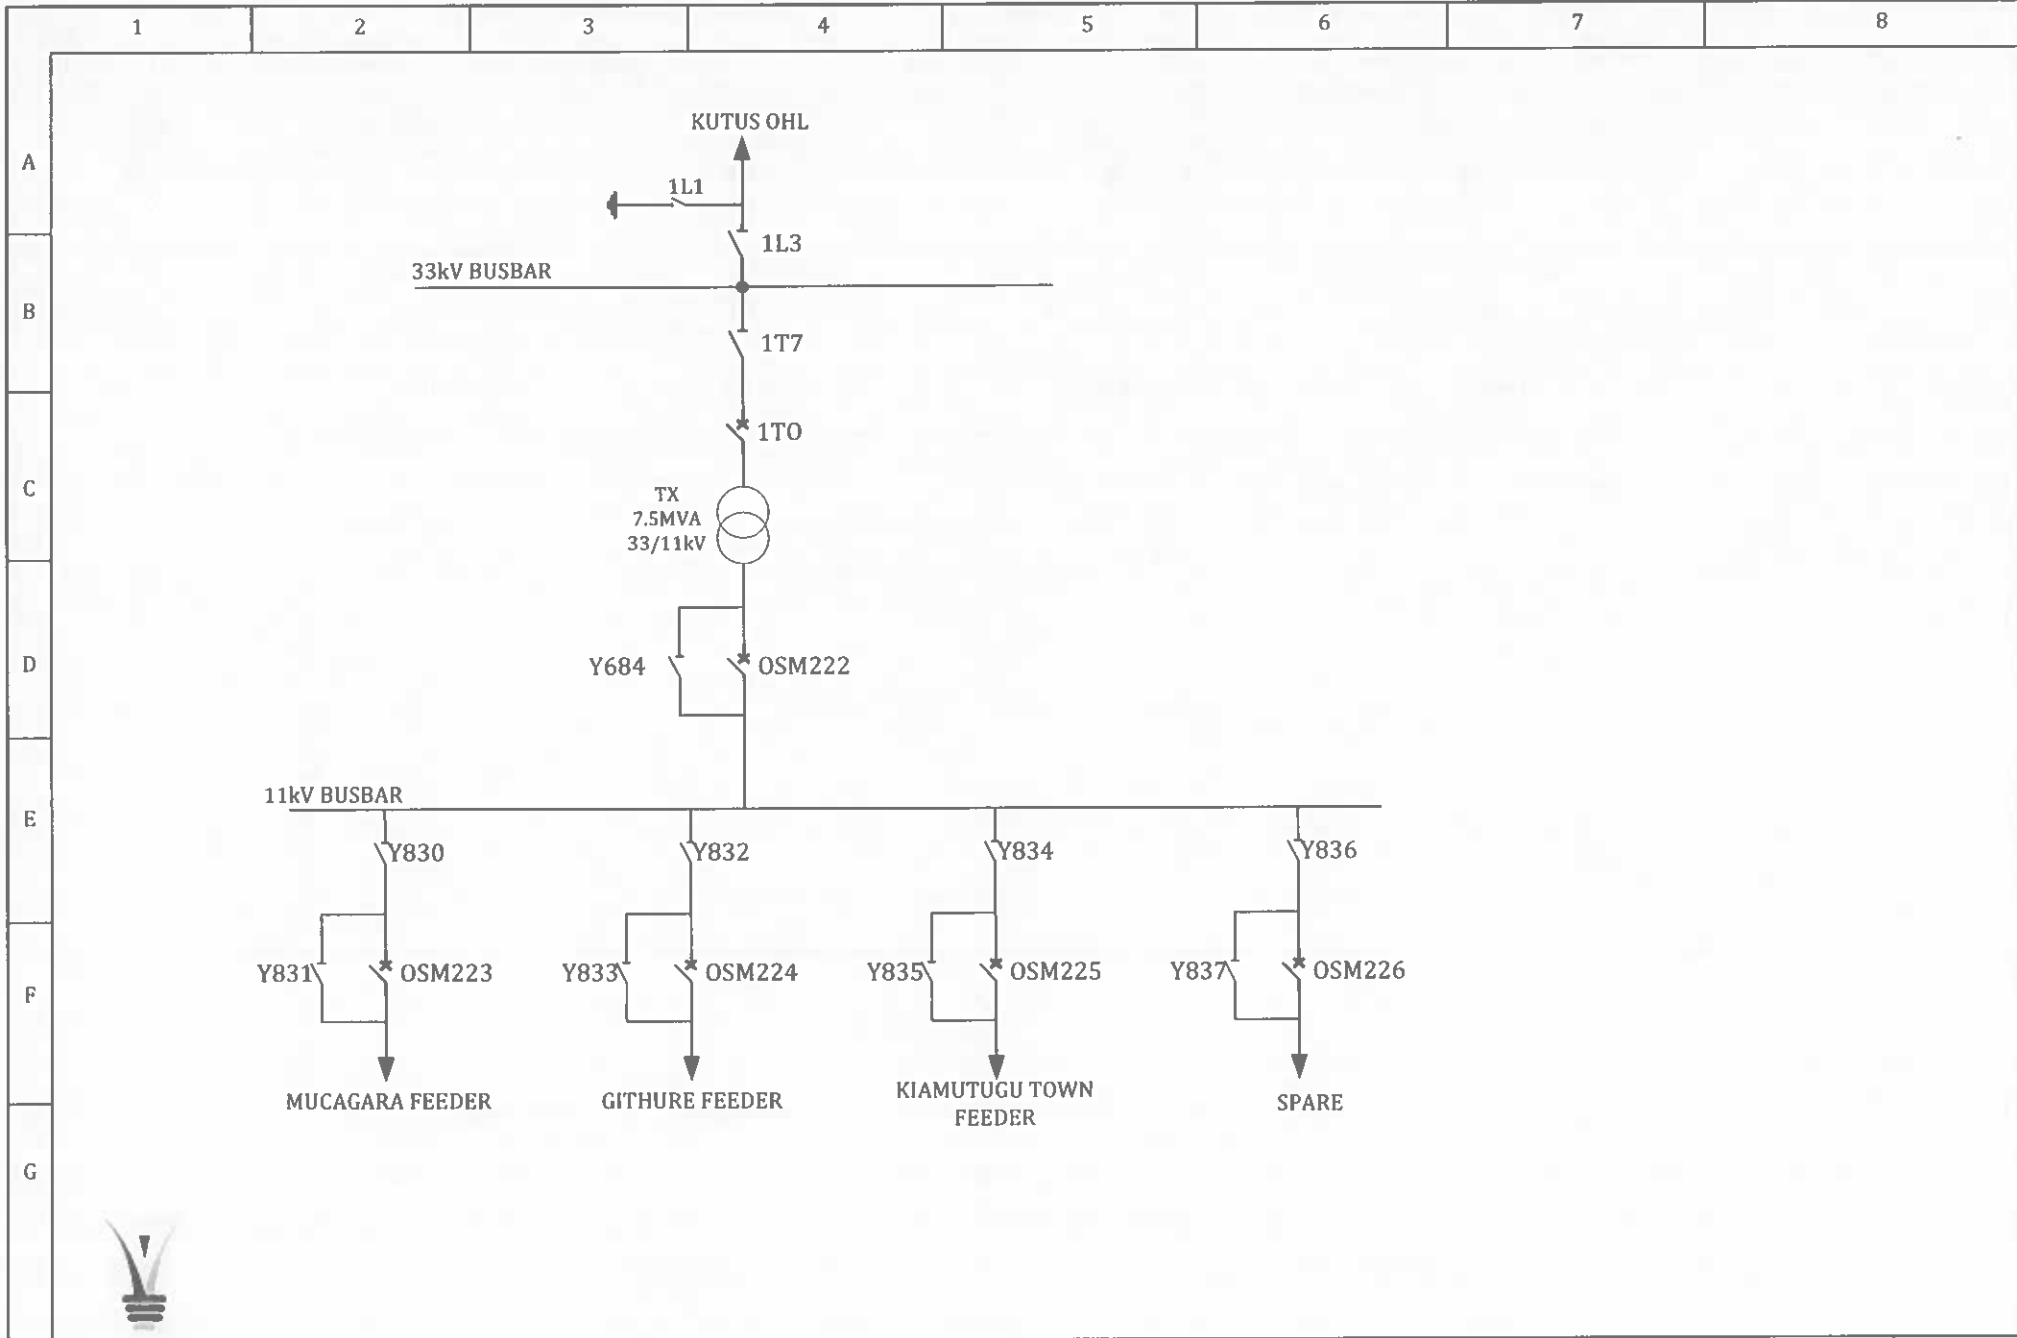 1 2 3 4 5 6 7 8
A
B
C
D
E
F
G
KUTUS OHL
1L1
1L3
33kV BUSBAR
1T7
1T0
TX
7.5MVA
33/11kV
Y684 OSM222
11kV BUSBAR
Y830 Y832 Y834 Y836
Y831 OSM223 Y833 OSM224 Y835 OSM225 Y837 OSM226
MUCAGARA FEEDER
GITHURE FEEDER
KIAMUTUGU TOWN
FEEDER
SPARE